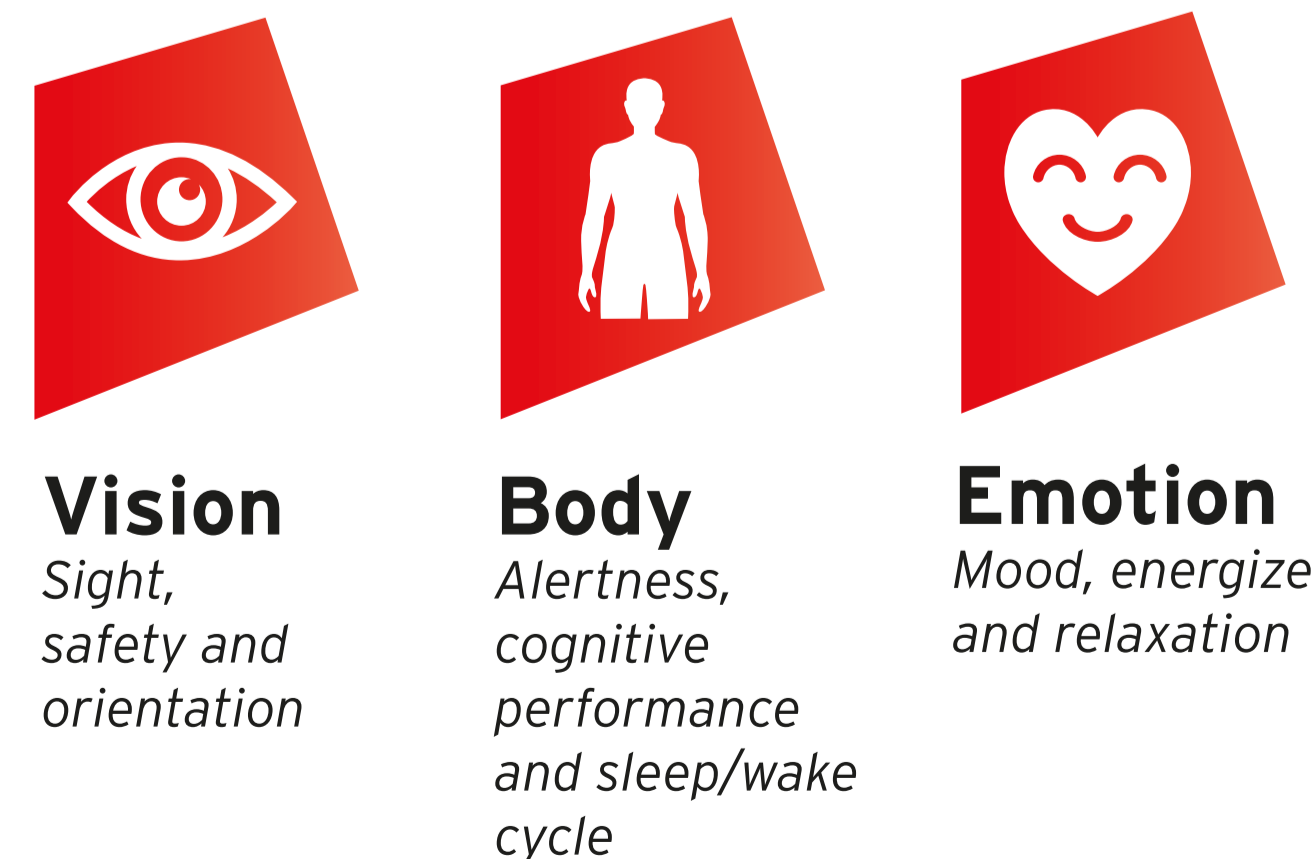 Vision
Sight,
safety and
orientation
Body
Alertness,
cognitive
performance
and sleep/wake
cycle
Emotion
Mood, energize
and relaxation